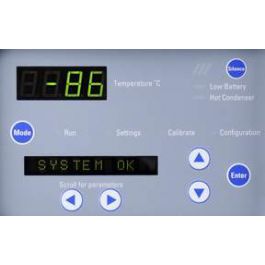 Silence
-86 Temperature °C
Low Battery
Hot Condenser
Mode Run Settings Calibrate Configuration
SYSTEM OK
Enter
Scroll for parameters